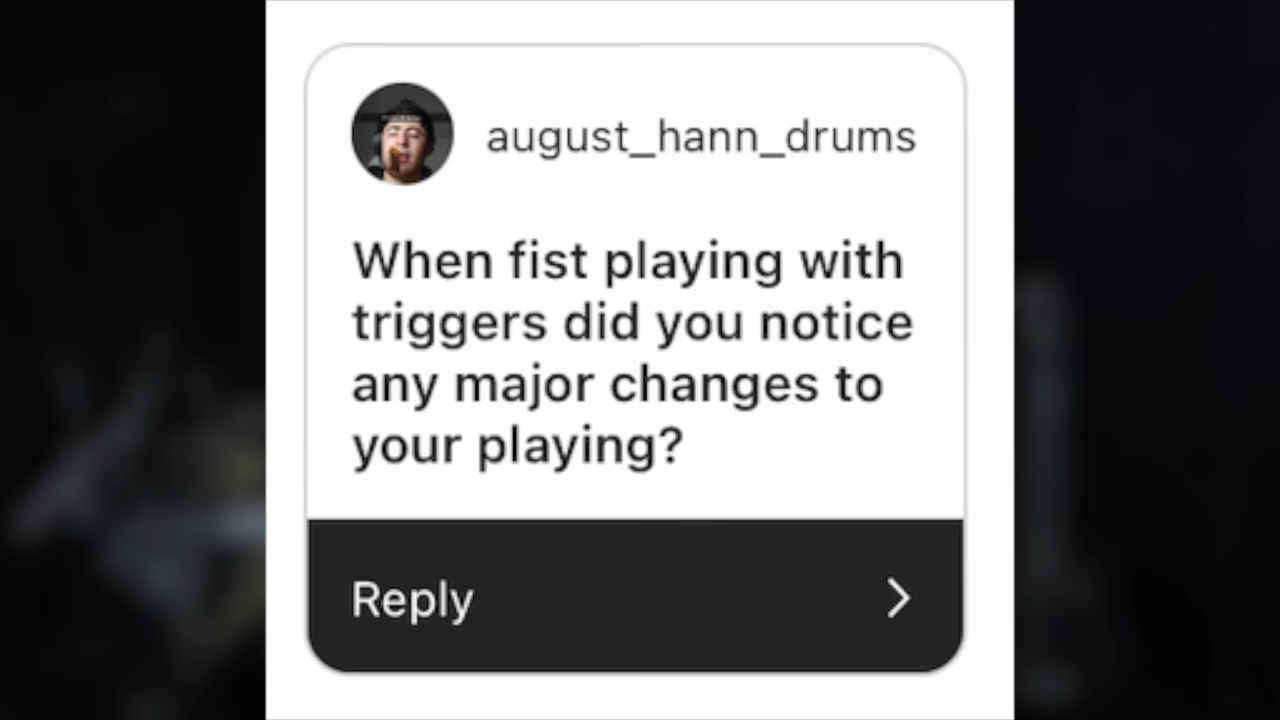 august_hann_drums
When fist playing with
triggers did you notice
any major changes to
your playing?
Reply